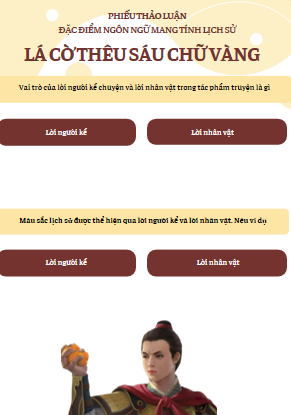 PHIẾU THẢO LUẬN
ĐẶC ĐIỂM NGÔN NGỮ MANG TÍNH LỊCH SỬ
LÁ CỜ THÊU SÁU CHỮ VÀNG
Vai trò của lời người kể chuyện và lời nhân vật trong tác phẩm truyện là gì
Lời người kể
Lời nhân vật
Màu sắc lịch sử được thể hiện qua lời người kể và lời nhân vật. Nêu ví dụ
Lời người kể
Lời nhân vật